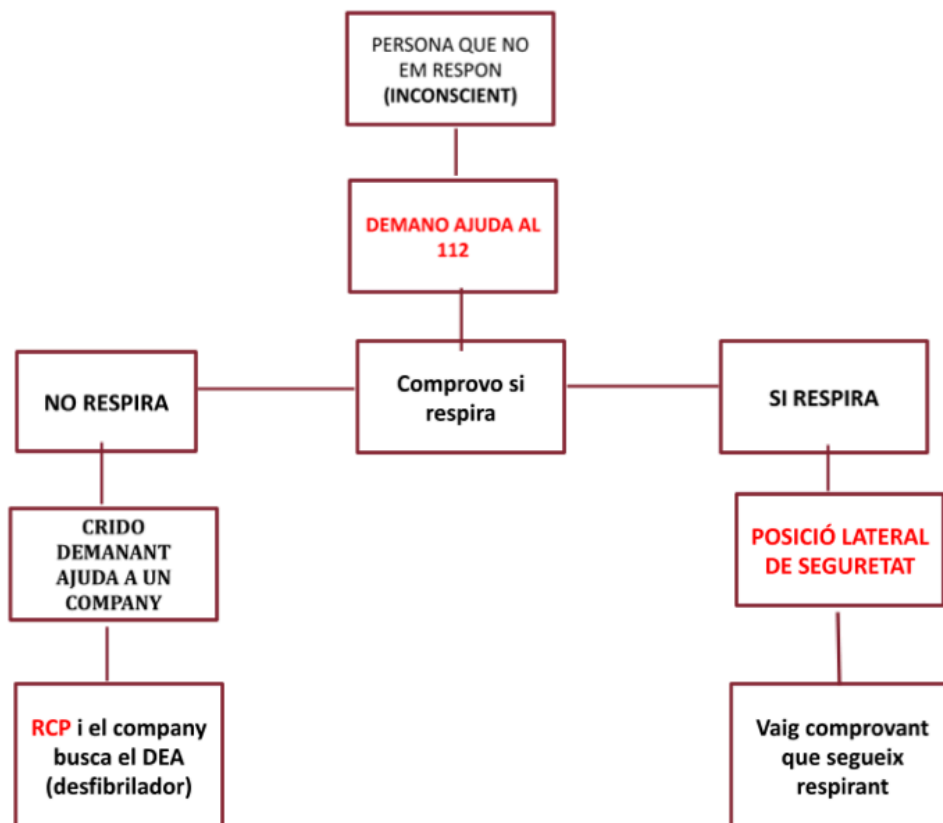 PERSONA QUE NO
EM RESPON
(INCONSCIENT)
DEMANO AJUDA AL
112
Comprovo si
respira
NO RESPIRA
SI RESPIRA
CRIDO
DEMANANT
AJUDA A UN
COMPANY
POSICIÓ LATERAL
DE SEGURETAT
RCP i el company
busca el DEA
(desfibrilador)
Vaig comprovant
que segueix
respirant